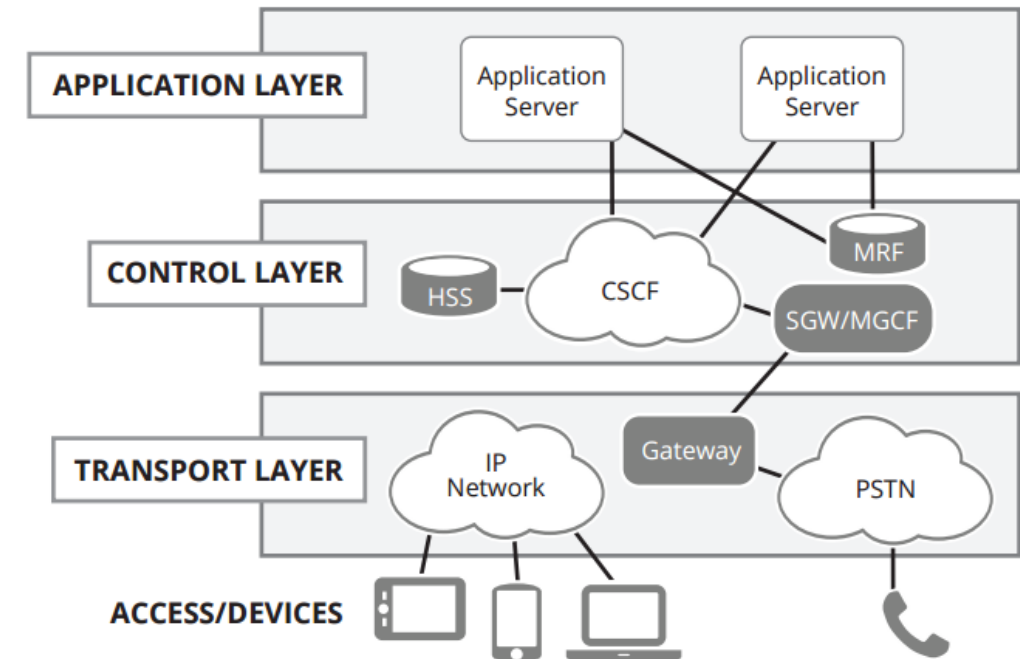 APPLICATION LAYER
Application
Server
Application
Server
CONTROL LAYER
HSS
CSCF
MRF
SGW/MGCF
TRANSPORT LAYER
IP
Network
Gateway
PSTN
ACCESS/DEVICES